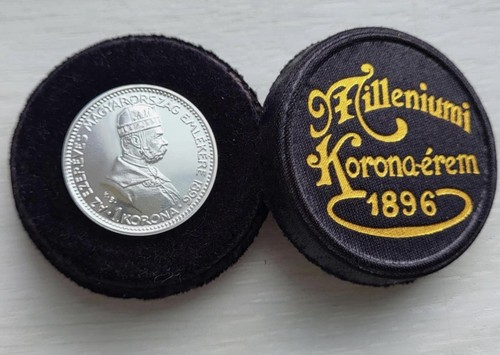 AZ EZERÉVES MAGYARORSZÁG EMLÉKÉRE 1896
1 KORONA
Milleniumi
Korona-érem
1896